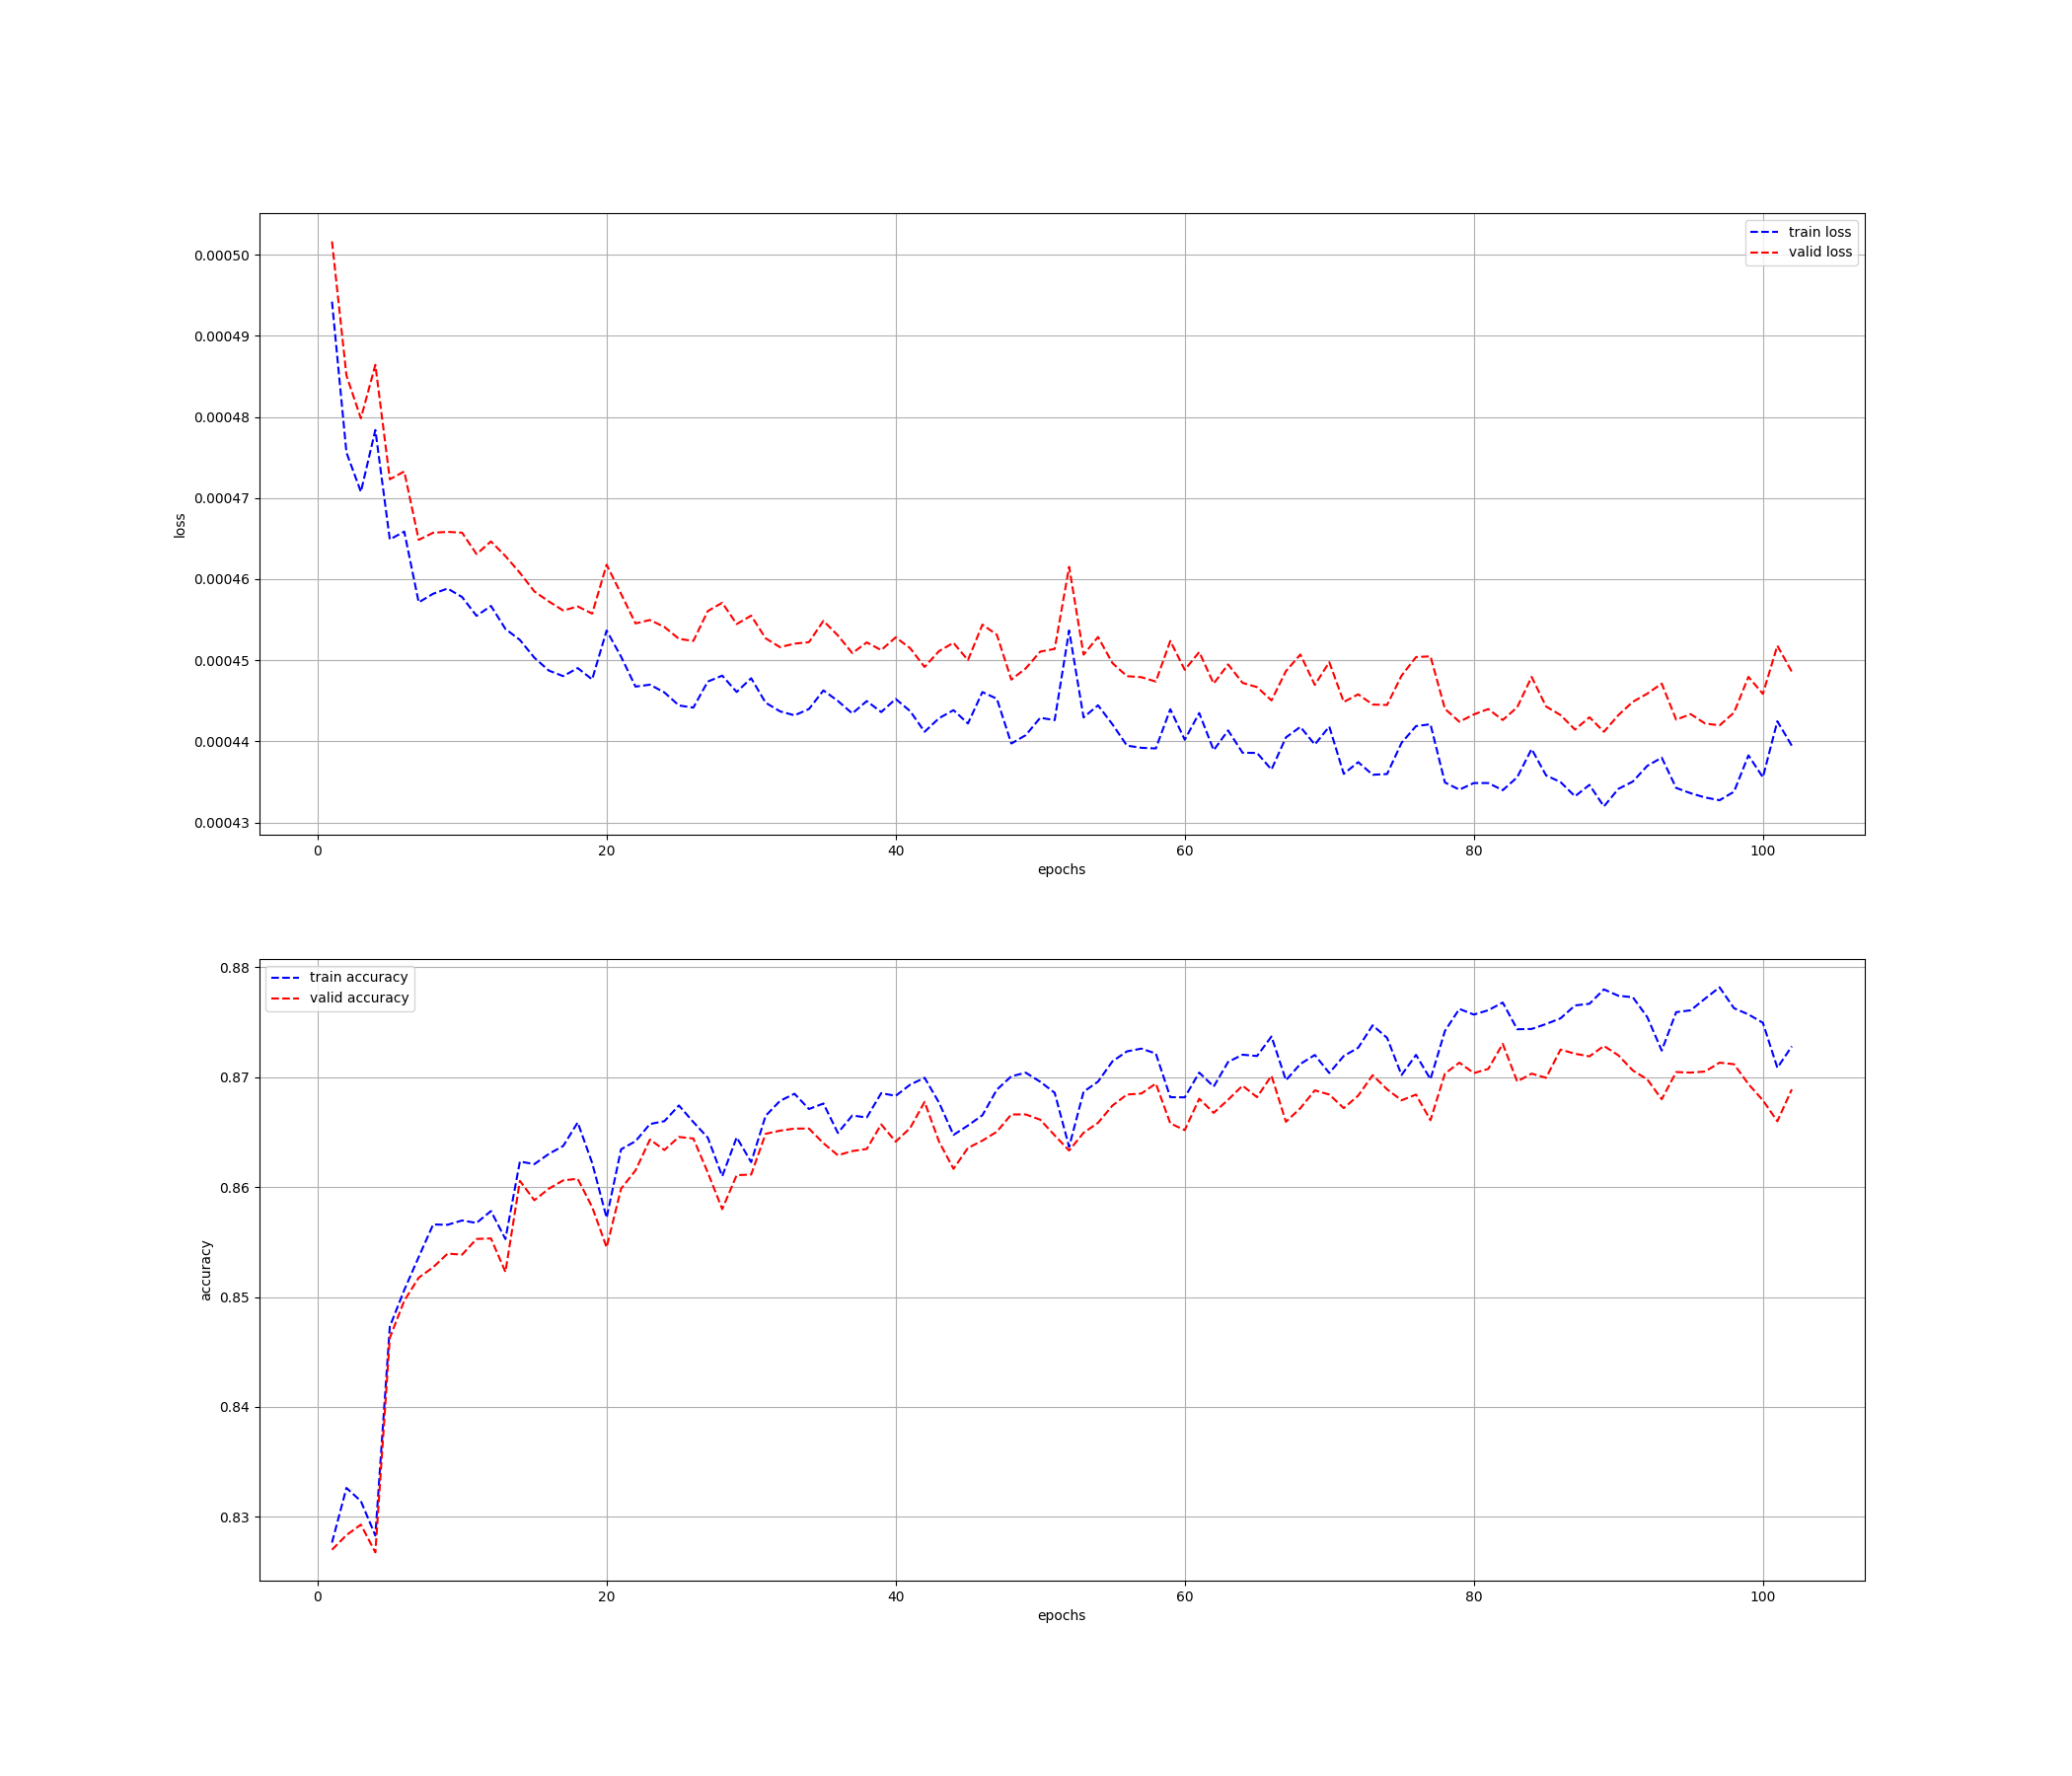 train loss
valid loss
0.00050
0.00049
0.00048
0.00047
0.00046
0.00045
0.00044
0.00043
loss
0 20 40 60 80 100
epochs
train accuracy
valid accuracy
0.88
0.87
0.86
0.85
0.84
0.83
accuracy
0 20 40 60 80 100
epochs